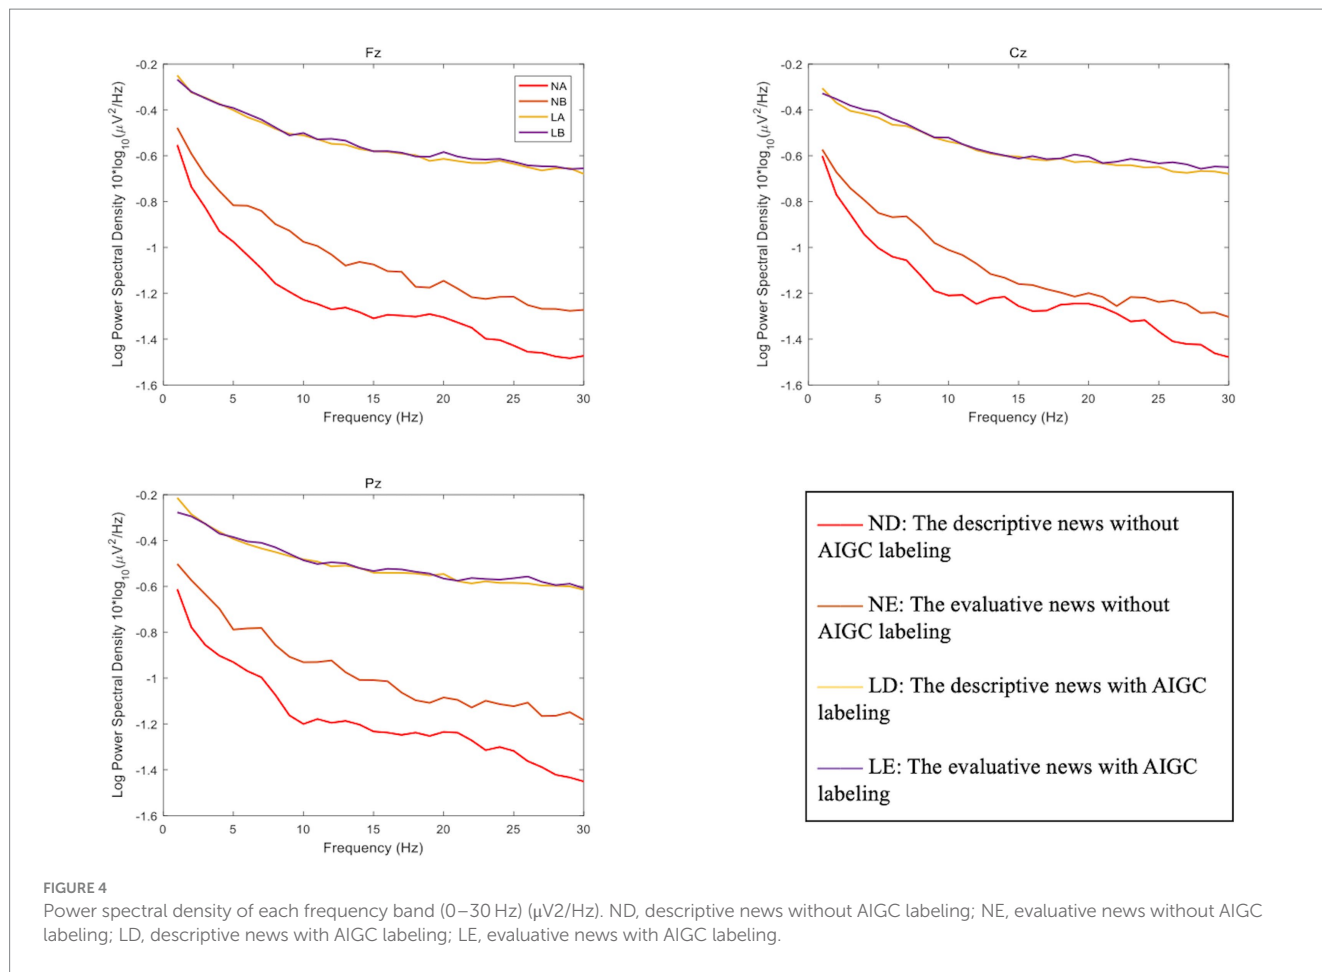 Fz
Log Power Spectral Density 10*log10(μV2/Hz)
-0.2
-0.4
-0.6
-0.8
-1
-1.2
-1.4
-1.6
NA
NB
LA
LB
0 5 10 15 20 25 30
Frequency (Hz)
Cz
Log Power Spectral Density 10*log10(μV2/Hz)
-0.2
-0.4
-0.6
-0.8
-1
-1.2
-1.4
-1.6
0 5 10 15 20 25 30
Frequency (Hz)
Pz
Log Power Spectral Density 10*log10(μV2/Hz)
-0.2
-0.4
-0.6
-0.8
-1
-1.2
-1.4
-1.6
0 5 10 15 20 25 30
Frequency (Hz)
ND: The descriptive news without
AIGC labeling
NE: The evaluative news without
AIGC labeling
LD: The descriptive news with AIGC
labeling
LE: The evaluative news with AIGC
labeling
FIGURE 4
Power spectral density of each frequency band (0–30 Hz) (μV2/Hz). ND, descriptive news without AIGC labeling; NE, evaluative news without AIGC
labeling; LD, descriptive news with AIGC labeling; LE, evaluative news with AIGC labeling.